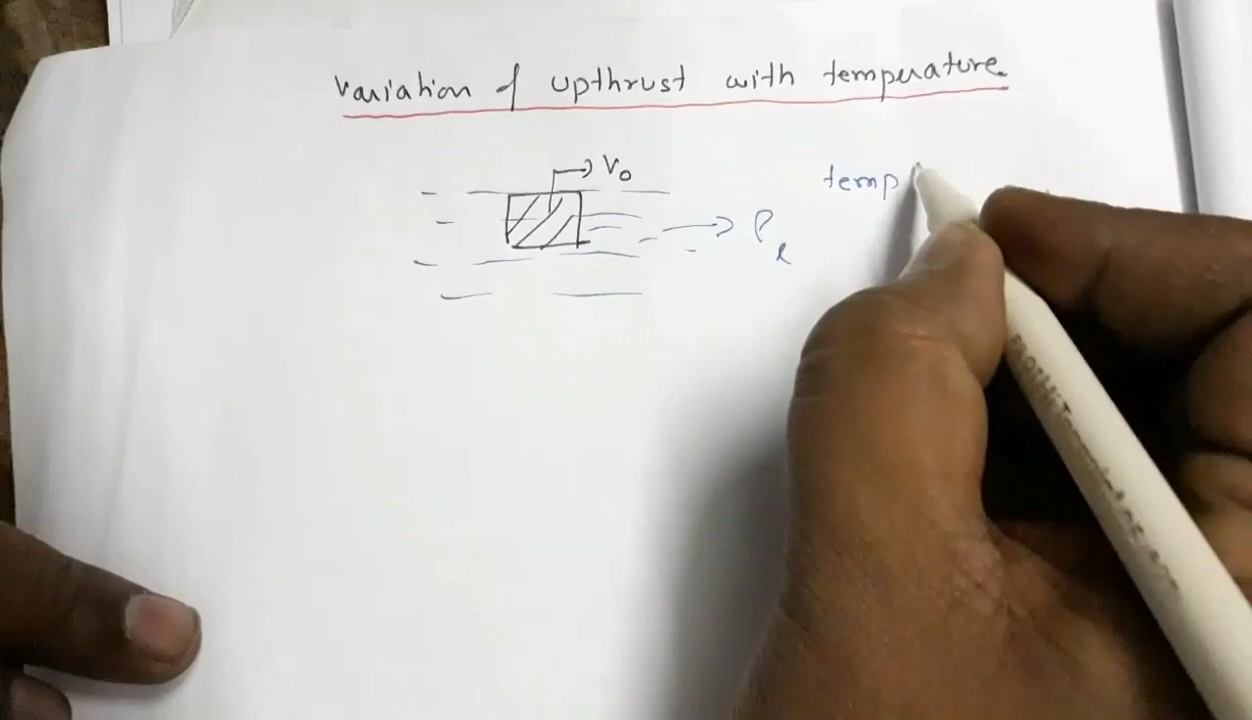 Variation of upthrust with temperature
V₀
temp
ρₗ